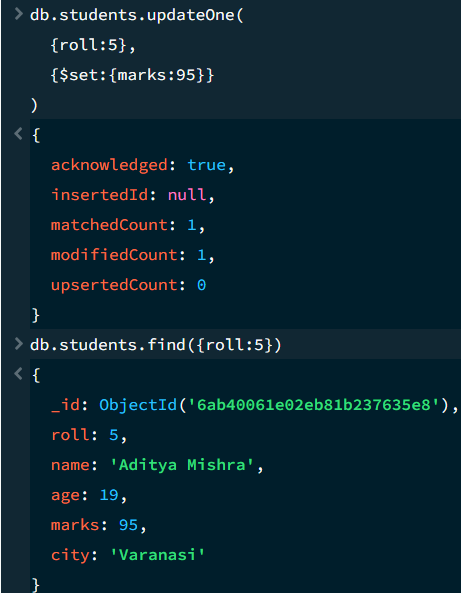 > db.students.updateOne(
{roll:5},
{$set:{marks:95}}
)
< {
acknowledged: true,
insertedId: null,
matchedCount: 1,
modifiedCount: 1,
upsertedCount: 0
}
> db.students.find({roll:5})
< {
_id: ObjectId('6ab40061e02eb81b237635e8'),
roll: 5,
name: 'Aditya Mishra',
age: 19,
marks: 95,
city: 'Varanasi'
}